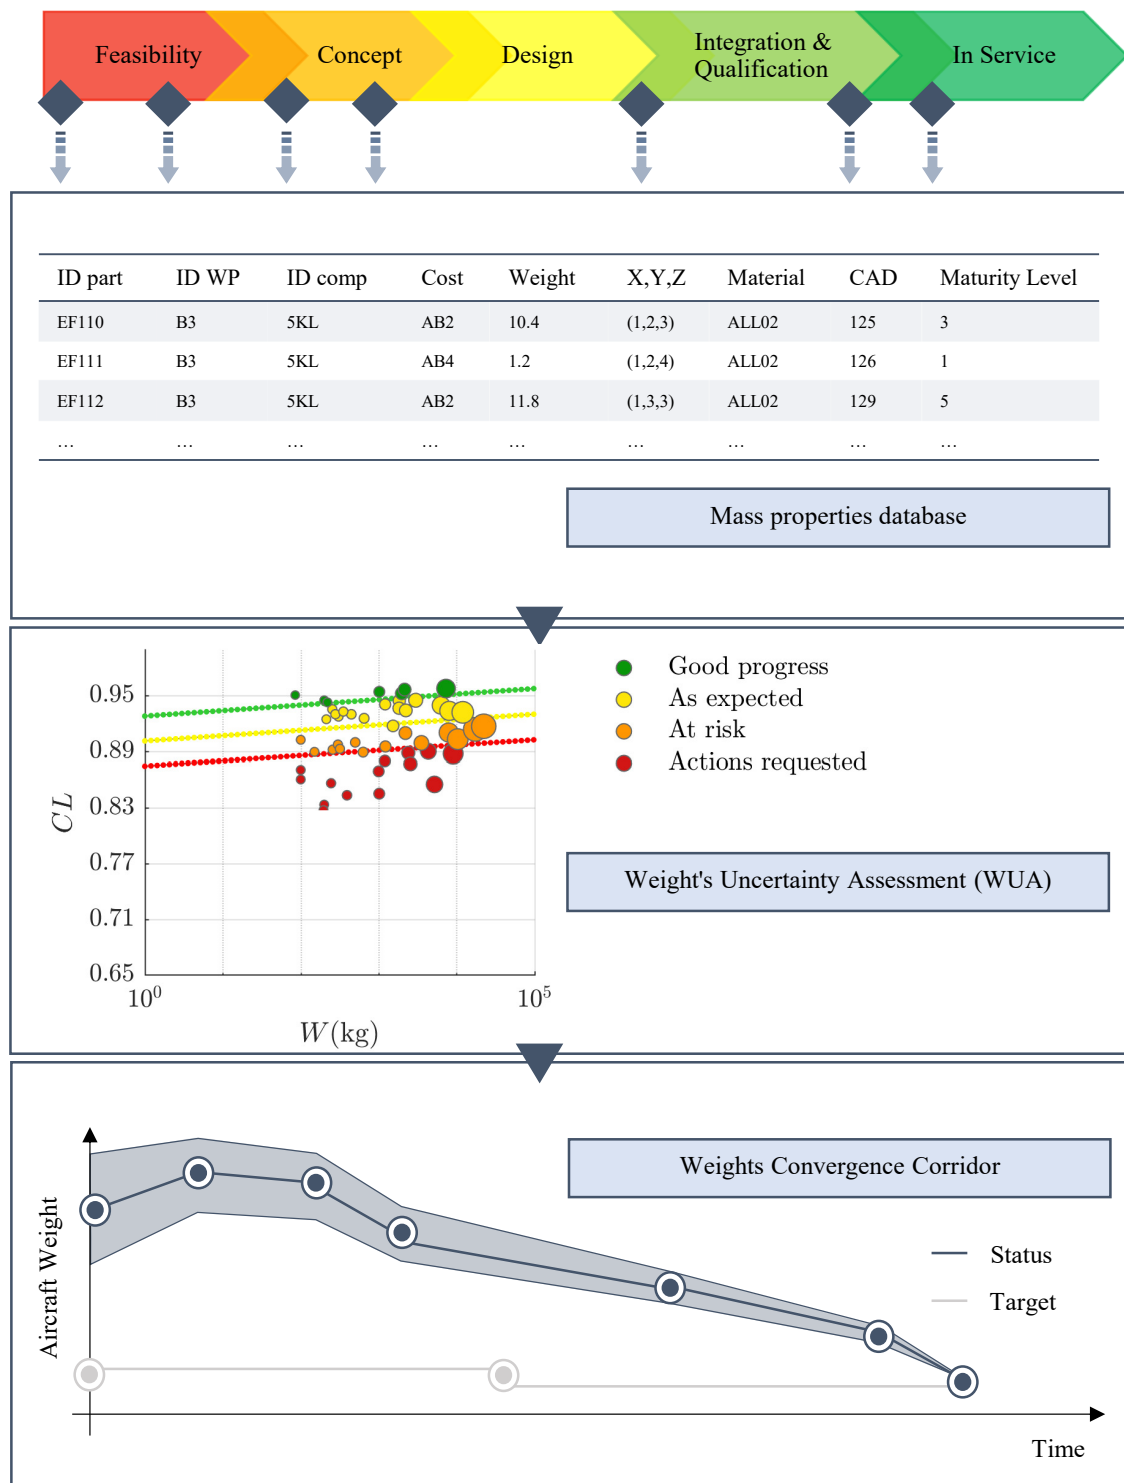 Feasibility
Concept
Design
Integration &
Qualification
In Service
ID part ID WP ID comp Cost Weight X,Y,Z Material CAD Maturity Level
EF110 B3 5KL AB2 10.4 (1,2,3) ALL02 125 3
EF111 B3 5KL AB4 1.2 (1,2,4) ALL02 126 1
EF112 B3 5KL AB2 11.8 (1,3,3) ALL02 129 5
… … … … … … … … …
Mass properties database
0.95
0.89
0.83
0.77
0.71
0.65
CL
10⁰ 10⁵
W(kg)
Good progress
As expected
At risk
Actions requested
Weight's Uncertainty Assessment (WUA)
Weights Convergence Corridor
Aircraft Weight
Status
Target
Time